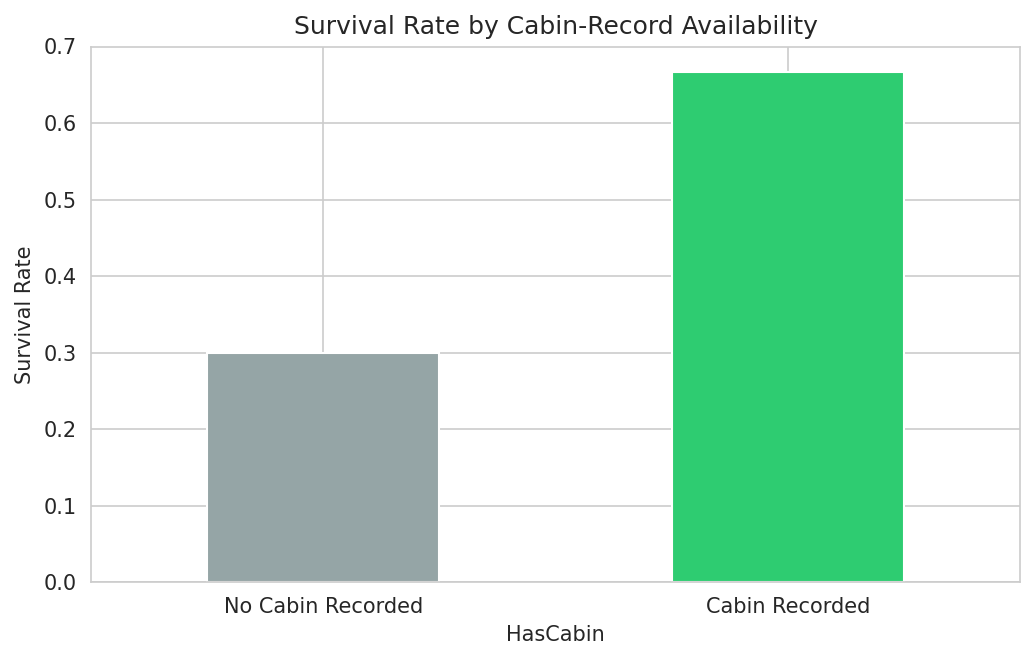 Survival Rate by Cabin-Record Availability
0.7
0.6
0.5
0.4
0.3
0.2
0.1
0.0
Survival Rate
No Cabin Recorded
Cabin Recorded
HasCabin